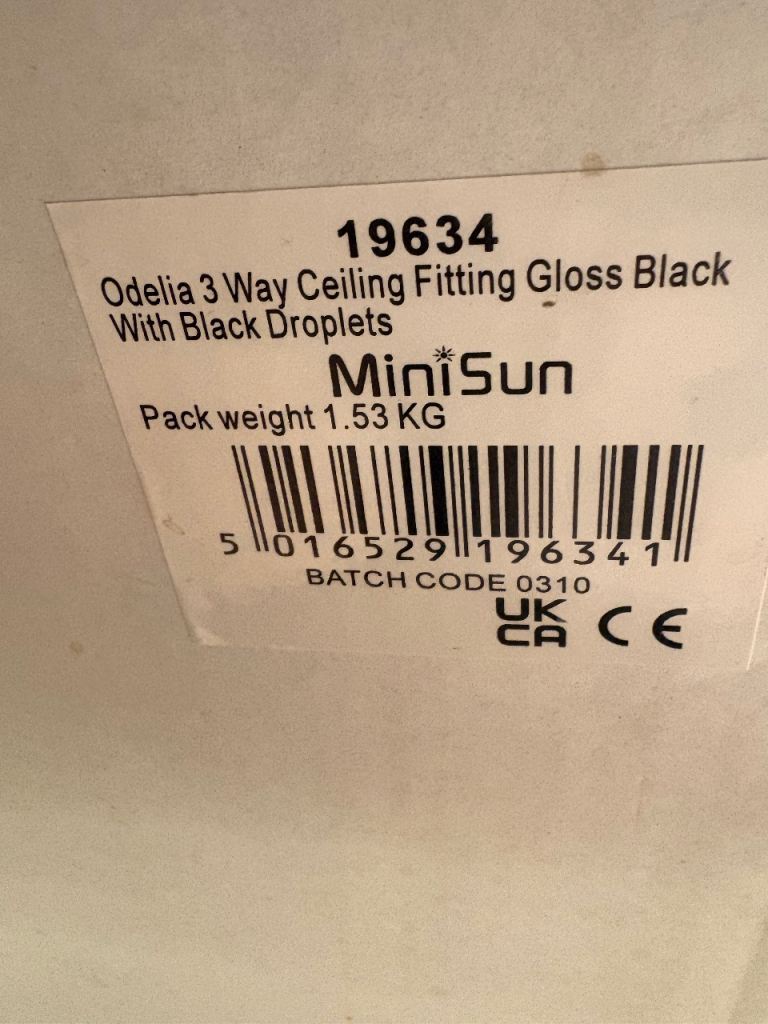 19634
Odelia 3 Way Ceiling Fitting Gloss Black
With Black Droplets
MiniSun
Pack weight 1.53 KG
5 016529 196341
BATCH CODE 0310
UK
CA CE